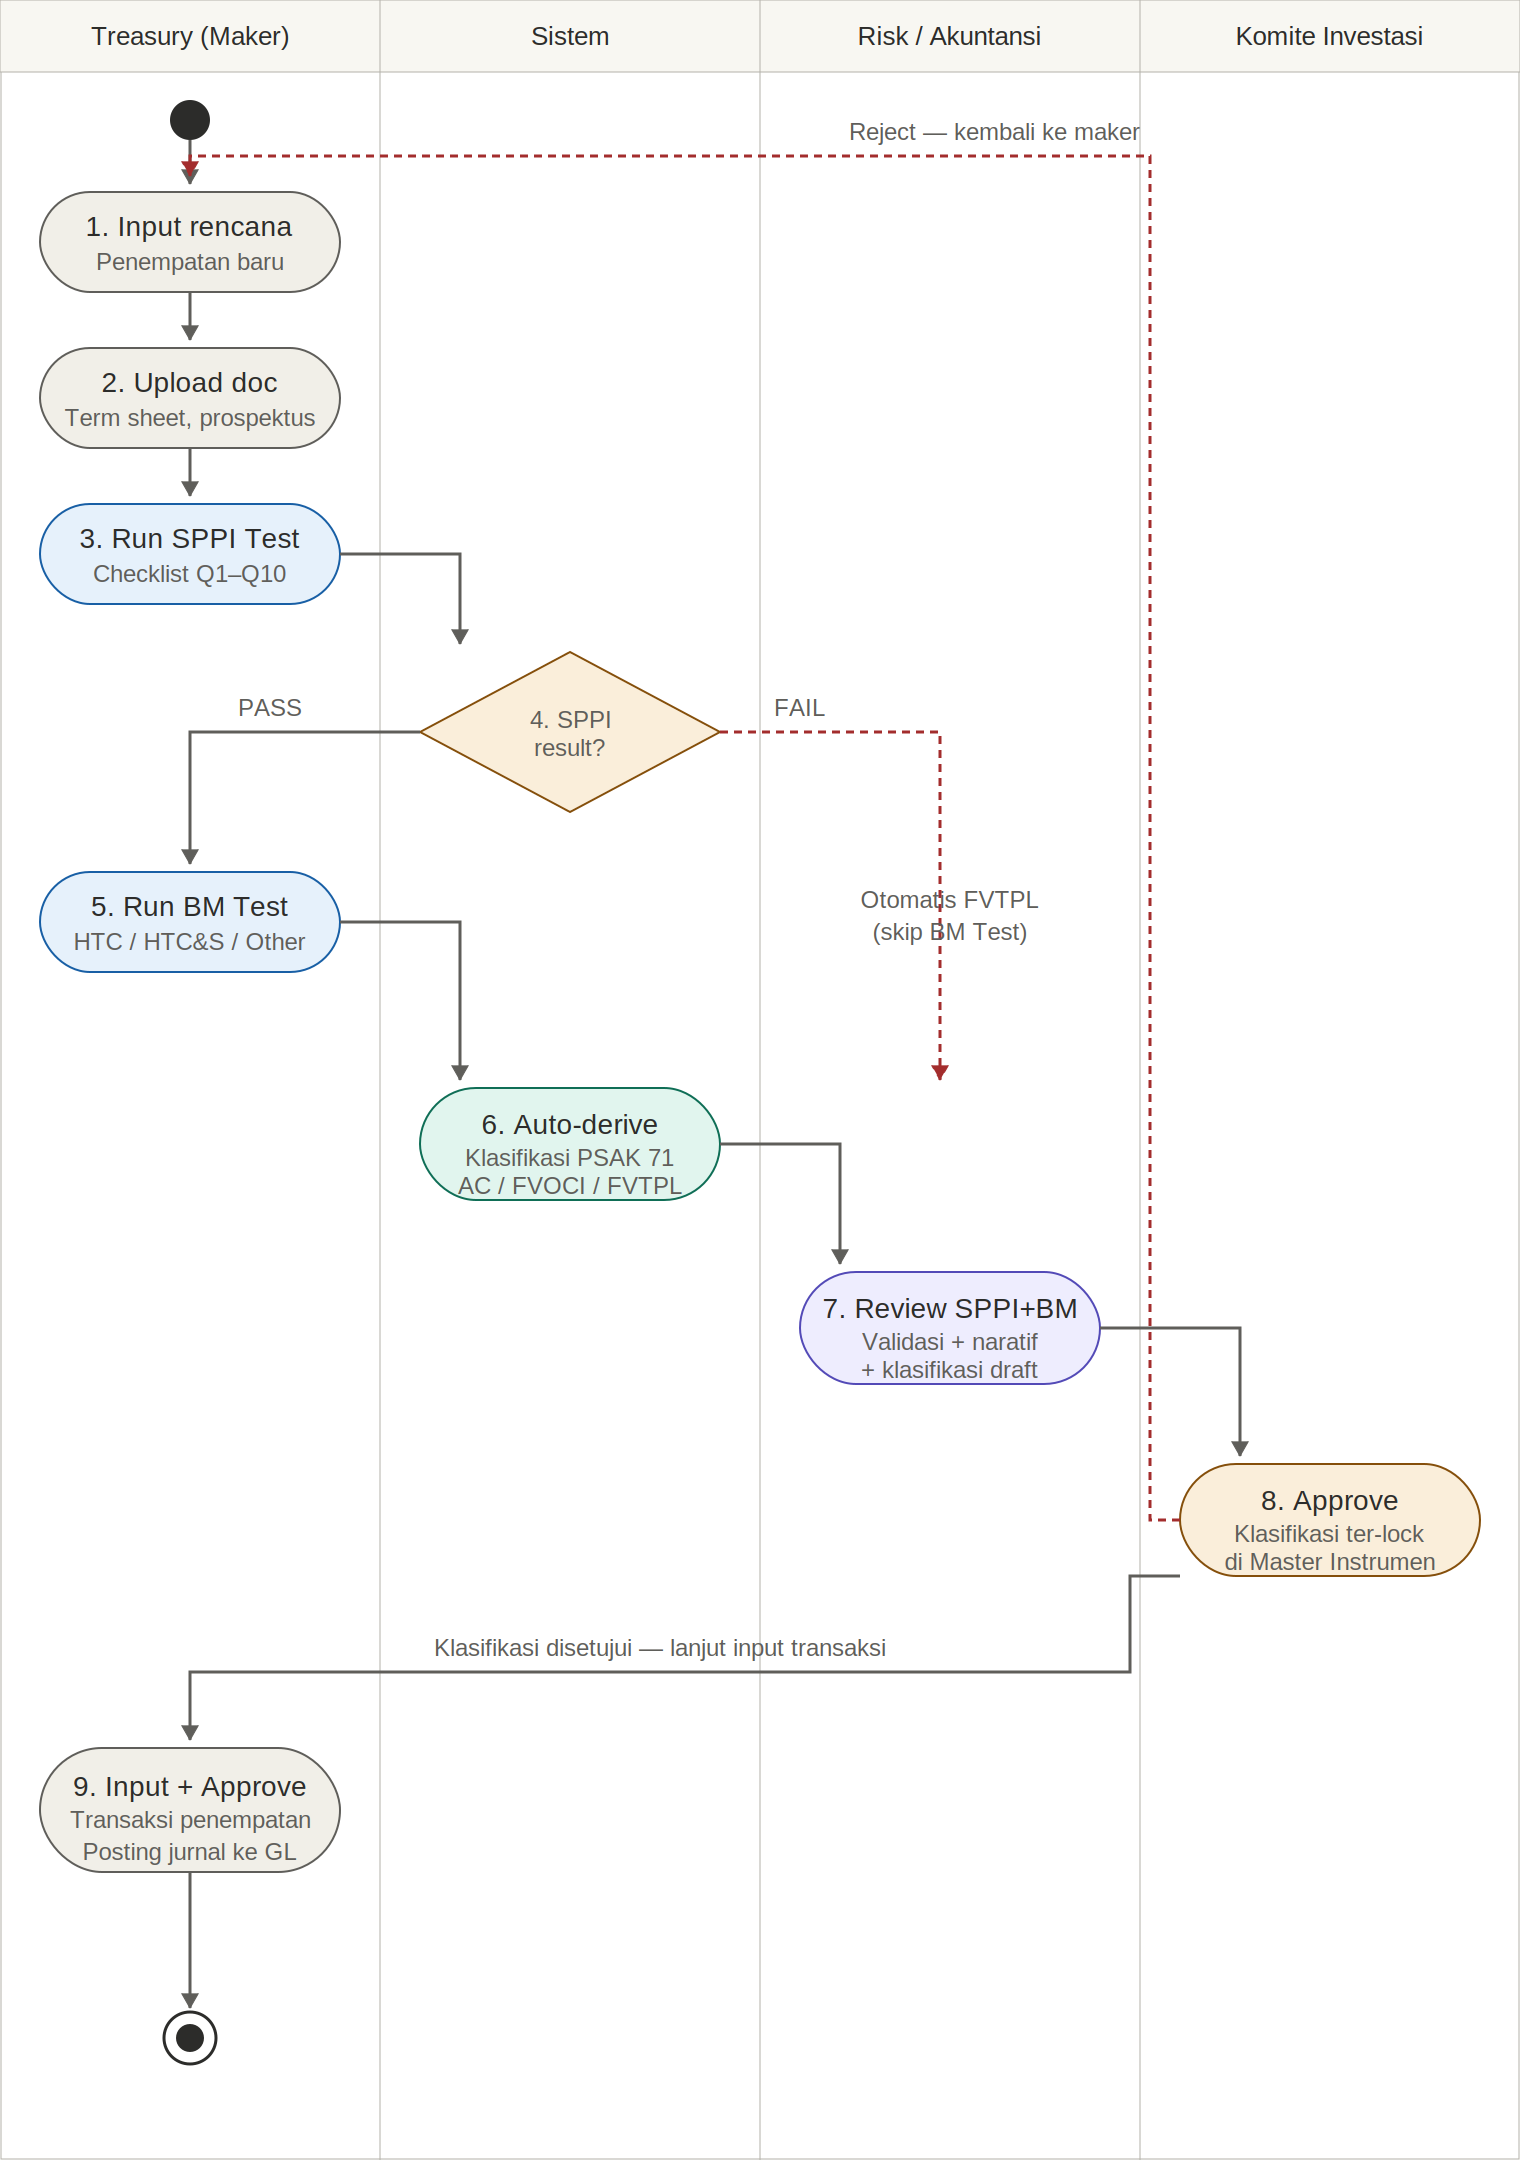 Treasury (Maker)
Sistem
Risk / Akuntansi
Komite Investasi
Reject — kembali ke maker
1. Input rencana
Penempatan baru
2. Upload doc
Term sheet, prospektus
3. Run SPPI Test
Checklist Q1–Q10
PASS
4. SPPI
result?
FAIL
Otomatis FVTPL
(skip BM Test)
5. Run BM Test
HTC / HTC&S / Other
6. Auto-derive
Klasifikasi PSAK 71
AC / FVOCI / FVTPL
7. Review SPPI+BM
Validasi + naratif
+ klasifikasi draft
8. Approve
Klasifikasi ter-lock
di Master Instrumen
Klasifikasi disetujui — lanjut input transaksi
9. Input + Approve
Transaksi penempatan
Posting jurnal ke GL